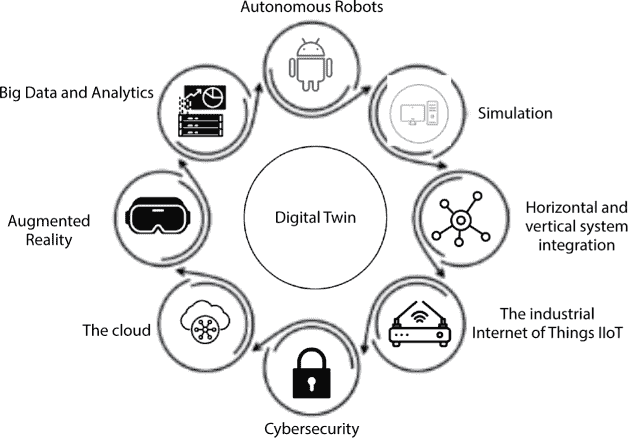 Autonomous Robots
Big Data and Analytics
Simulation
Digital Twin
Augmented
Reality
Horizontal and
vertical system
integration
The cloud
The industrial
Internet of Things IIoT
Cybersecurity